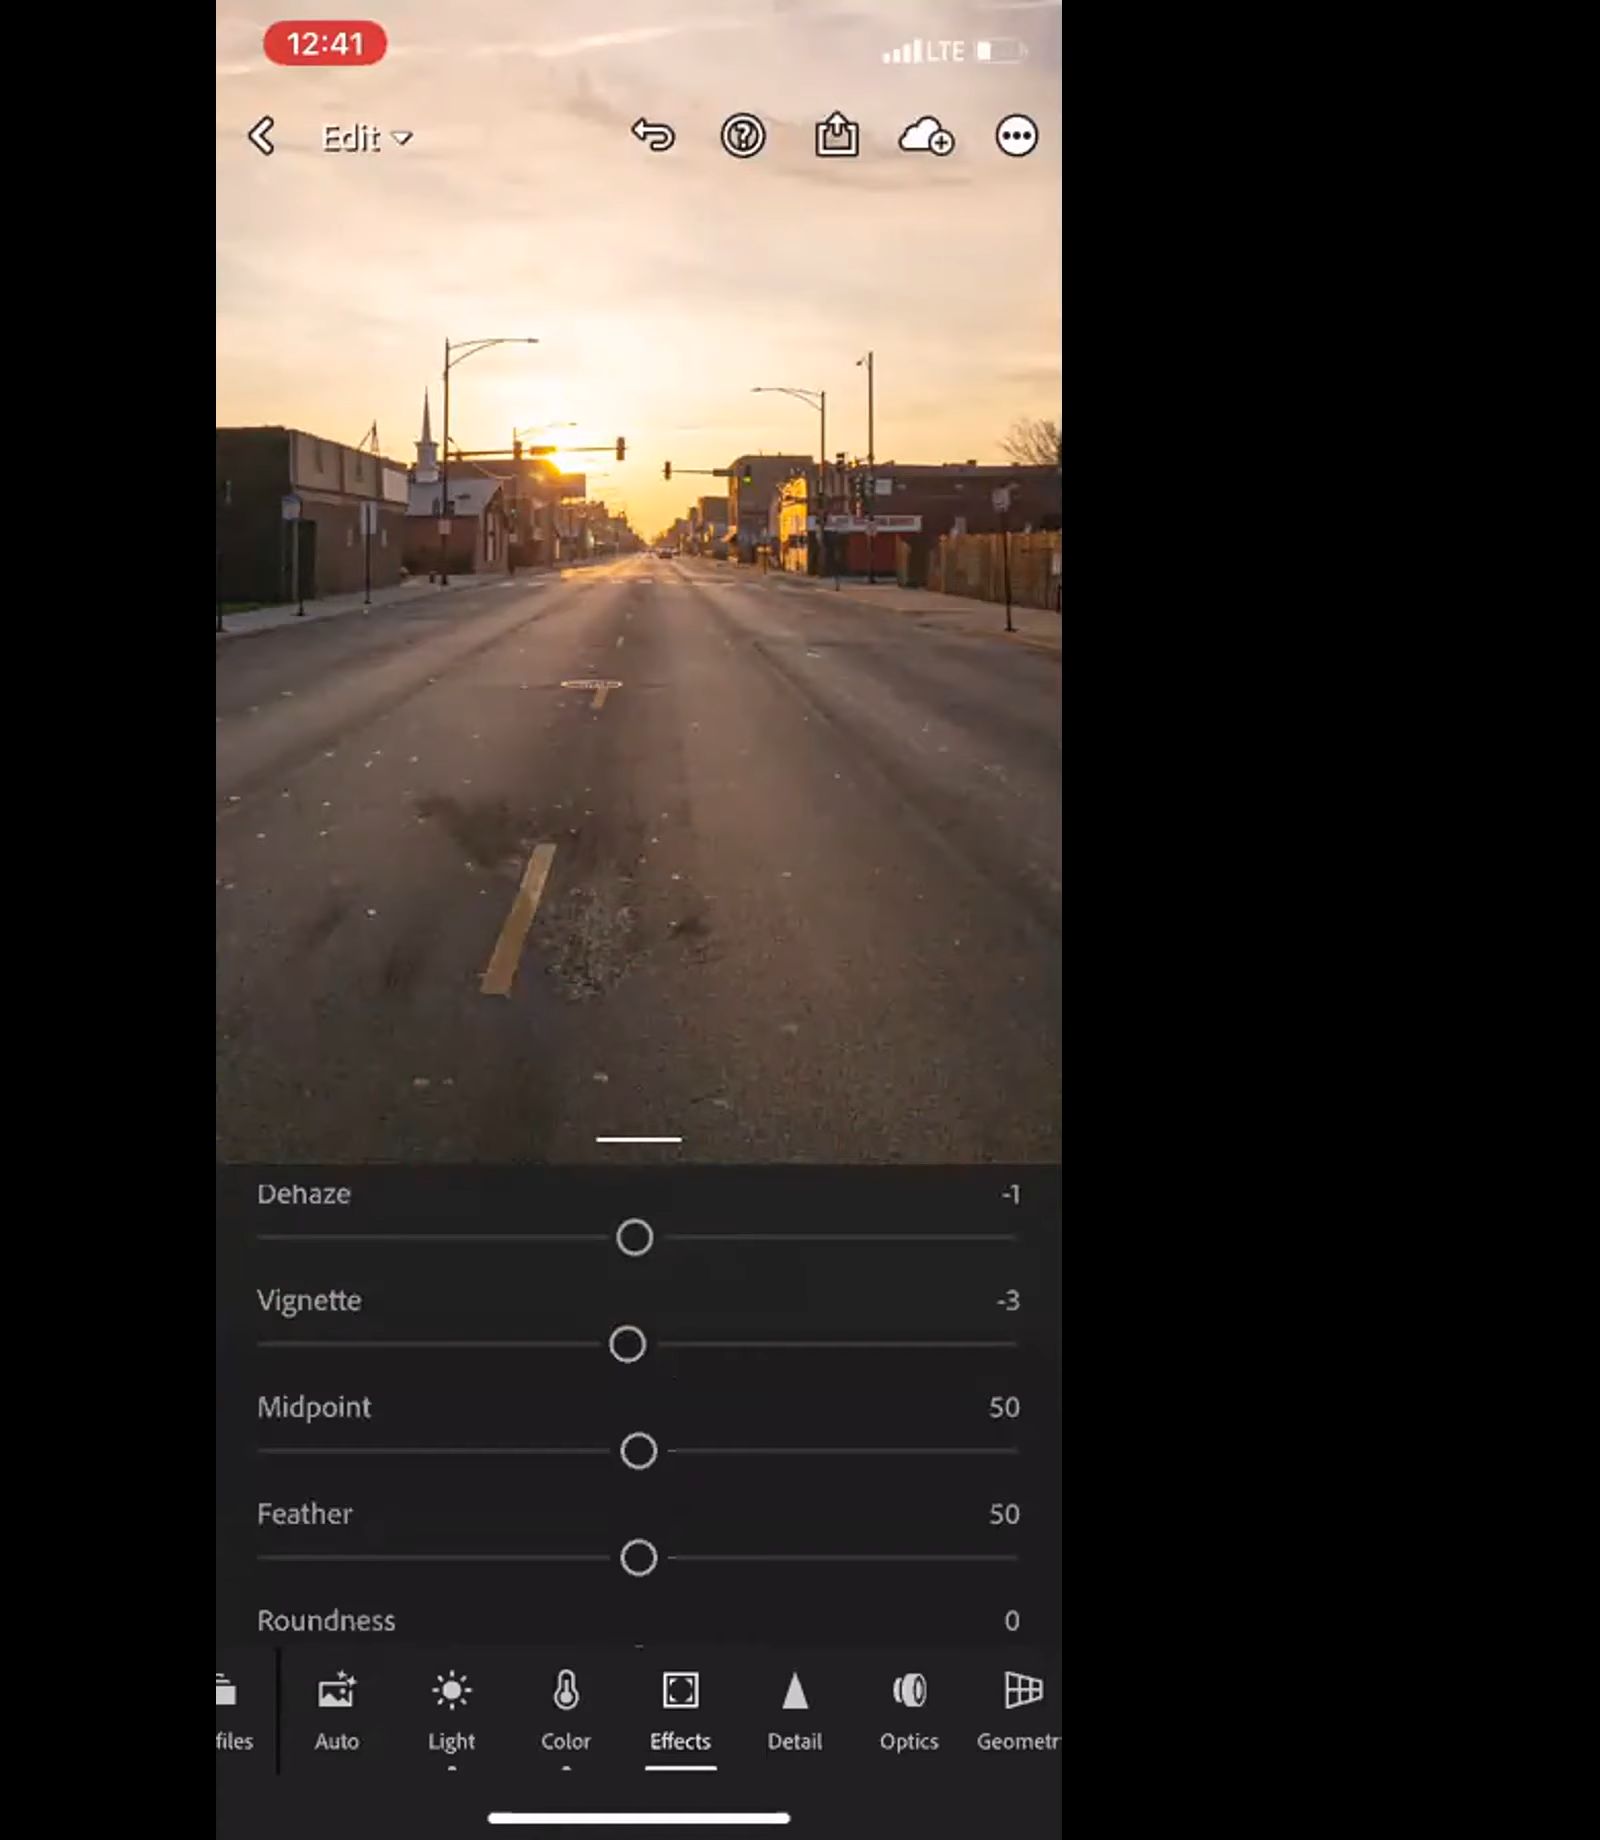 12:41
LTE
Edit
Dehaze -1
Vignette -3
Midpoint 50
Feather 50
Roundness 0
files Auto Light Color Effects Detail Optics Geometr